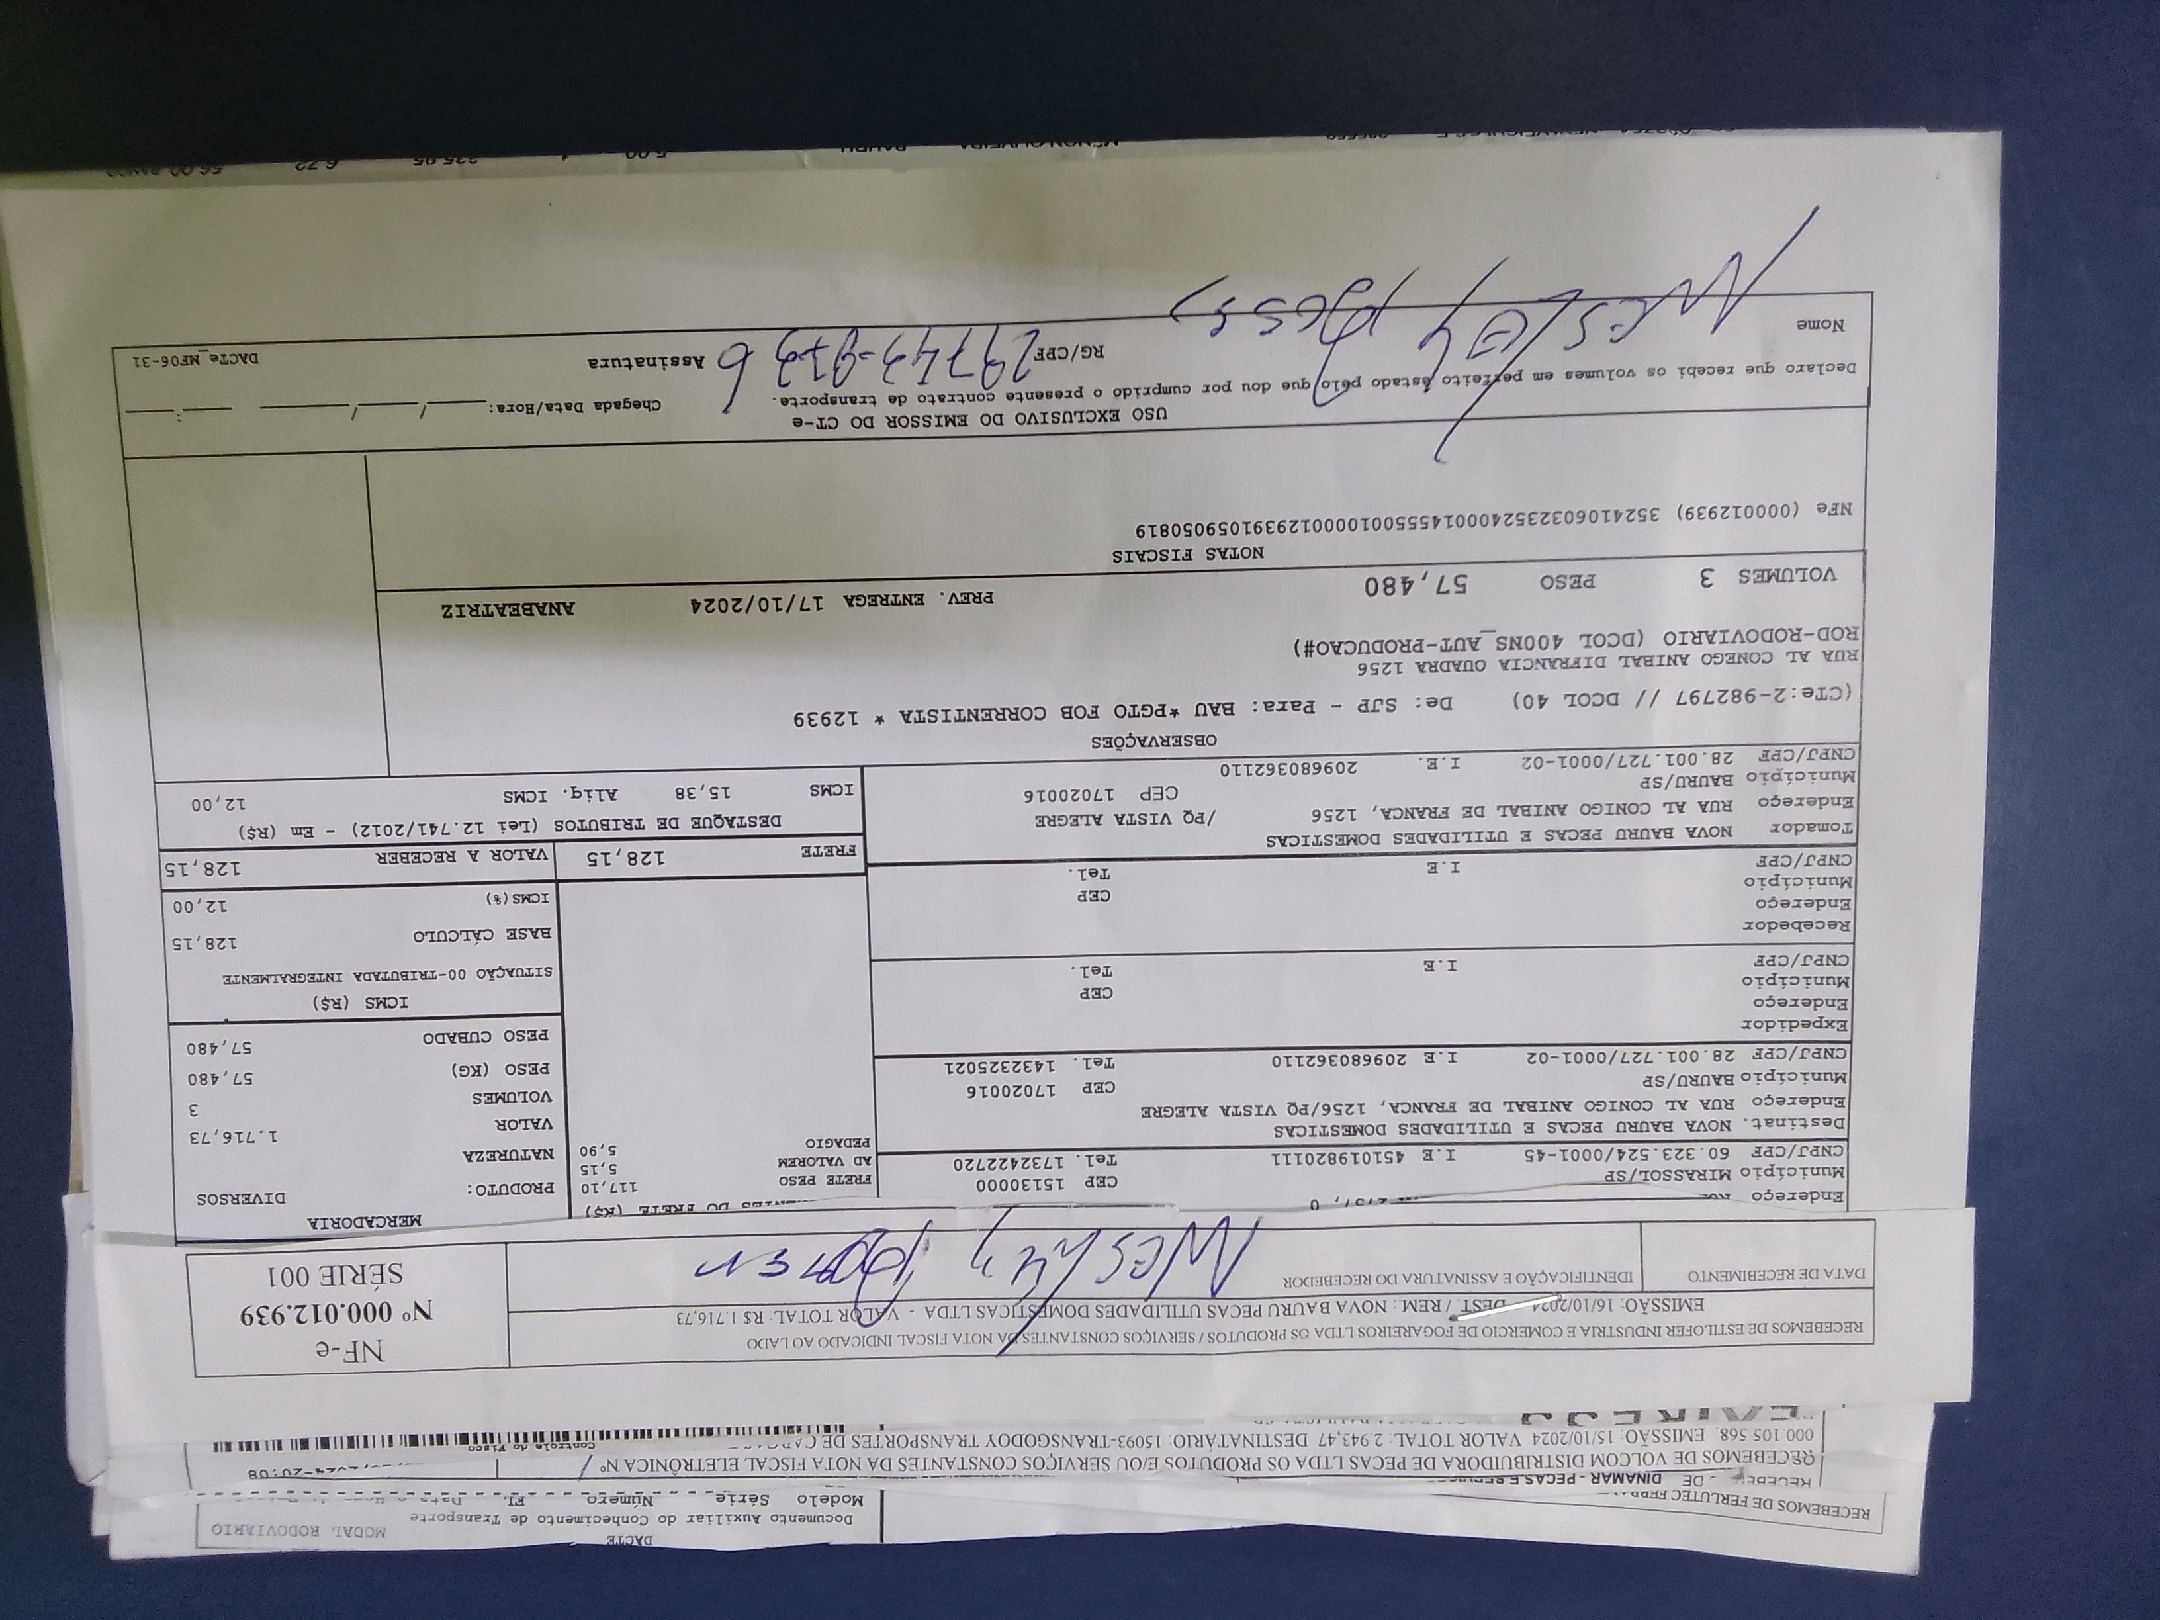 DACTE
Documento Auxiliar do Conhecimento de Transporte
MODAL RODOVIÁRIO
Modelo Série Número FL
RECEBEMOS DE FERLUTEC
DE DINAMAR - PECAS E
RECEBEMOS DE VOLCOM DISTRIBUIDORA DE PECAS LTDA OS PRODUTOS E/OU SERVIÇOS CONSTANTES DA NOTA FISCAL ELETRÔNICA Nº
000.105.568 EMISSÃO: 15/10/2024 VALOR TOTAL: 2.943,47 DESTINATÁRIO: 15093-TRANSGODOY TRANSPORTES DE
Controle do Fisco
RECEBEMOS DE ESTILOFER INDUSTRIA E COMERCIO DE FOGAREIROS LTDA OS PRODUTOS / SERVIÇOS CONSTANTES DA NOTA FISCAL INDICADO AO LADO
EMISSÃO: 16/10/2024 - DEST. / REM: NOVA BAURU PECAS UTILIDADES DOMESTICAS LTDA - VALOR TOTAL: R$ 1.716,73
DATA DE RECEBIMENTO
IDENTIFICAÇÃO E ASSINATURA DO RECEBEDOR
NF-e
Nº 000.012.939
SÉRIE 001
Endereço
Município MIRASSOL/SP CEP 15130000
CNPJ/CPF 60.323.524/0001-45 I.E 451019820111 Tel. 1732422720
Destinat. NOVA BAURU PECAS E UTILIDADES DOMESTICAS
Endereço RUA AL CONIGO ANIBAL DE FRANCA, 1256/PQ VISTA ALEGRE
Município BAURU/SP CEP 17020016
CNPJ/CPF 28.001.727/0001-02 I.E 209680362110 Tel. 1432325021
Expedidor
Endereço
Município CEP
CNPJ/CPF I.E Tel.
Recebedor
Endereço
Município CEP
CNPJ/CPF I.E Tel.
Tomador NOVA BAURU PECAS E UTILIDADES DOMESTICAS
Endereço RUA AL CONIGO ANIBAL DE FRANCA, 1256 /PQ VISTA ALEGRE
Município BAURU/SP CEP 17020016
CNPJ/CPF 28.001.727/0001-02 I.E. 209680362110
FRETE PESO 117,10
AD VALOREM 5,15
PEDAGIO 5,90
MERCADORIA
PRODUTO: DIVERSOS
NATUREZA
VALOR 1.716,73
VOLUMES 3
PESO (KG) 57,480
PESO CUBADO 57,480
ICMS (R$)
SITUAÇÃO 00-TRIBUTADA INTEGRALMENTE
BASE CÁLCULO 128,15
ICMS(%) 12,00
FRETE 128,15 VALOR A RECEBER 128,15
DESTAQUE DE TRIBUTOS (Lei 12.741/2012) - Em (R$)
ICMS 15,38 Aliq. ICMS 12,00
OBSERVAÇÕES
(CTe:2-982797 // DCOL 40) De: SJP - Para: BAU *PGTO FOB CORRENTISTA * 12939
RUA AL CONEGO ANIBAL DIFRANCIA QUADRA 1256
ROD-RODOVIARIO (DCOL 400NS_AUT-PRODUCAO#)
VOLUMES 3 PESO 57,480 PREV. ENTREGA 17/10/2024 ANABEATRIZ
NOTAS FISCAIS
NFe (000012939) 35241060323524000145550010000129391059050819
USO EXCLUSIVO DO EMISSOR DO CT-e
Declaro que recebi os volumes em perfeito estado pelo que dou por cumprido o presente contrato de transporte.
Chegada Data/Hora: ____/____/____ ___:___
Nome RG/CPF 29743-973 6 Assinatura
DACTe_MF06-31